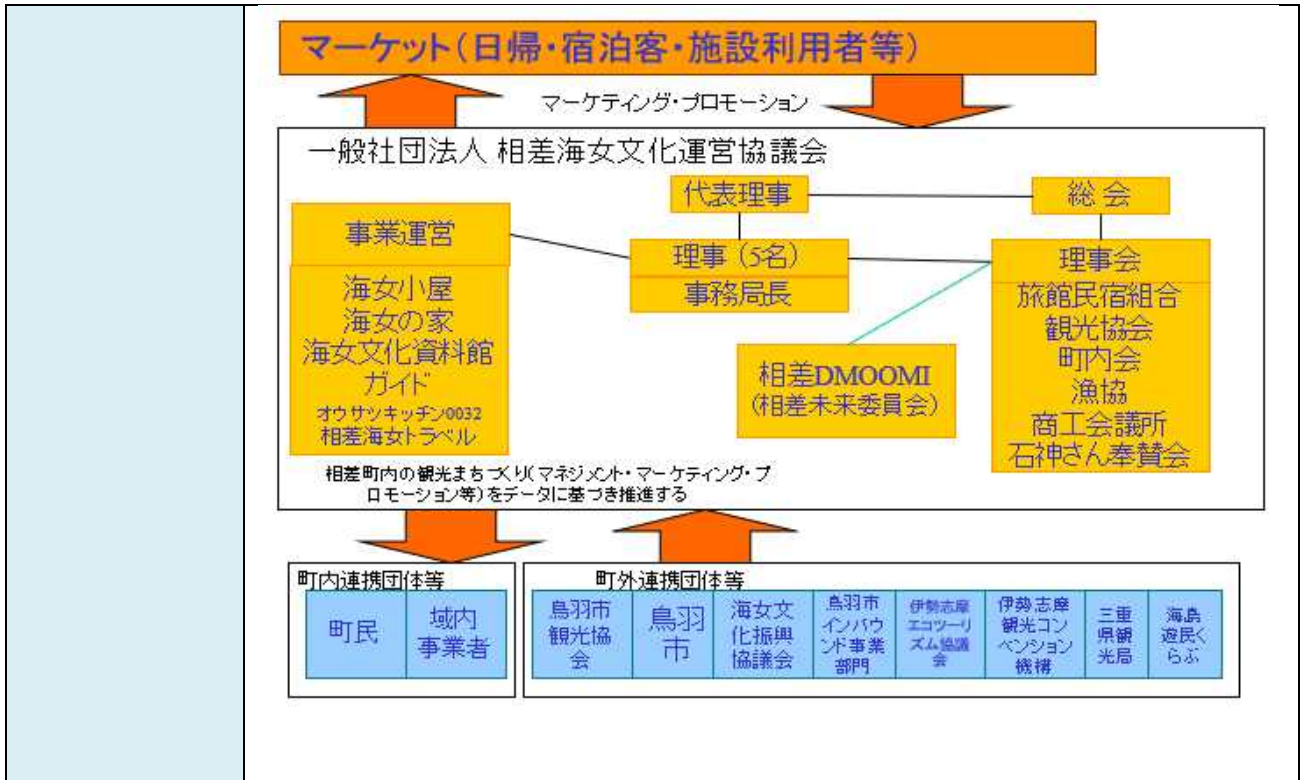 マーケット(日帰・宿泊客・施設利用者等)
マーケティング・プロモーション
一般社団法人 相差海女文化運営協議会
代表理事
総 会
事業運営
理事 (5名)
事務局長
理事会
海女小屋
海女の家
海女文化資料館
ガイド
オウサツキッチン0032
相差海女トラベル
旅館民宿組合
観光協会
町内会
漁協
商工会議所
石神さん奉賛会
相差DMOOMI
(相差未来委員会)
相差町内の観光まちづくり(マネジメント・マーケティング・プ
ロモーション等)をデータに基づき推進する
町内連携団体等
町民
域内
事業者
町外連携団体等
鳥羽市
観光協
会
鳥羽
市
海女文
化振興
協議会
鳥羽市
インバウ
ンド事業
部門
伊勢志摩
エコツーリ
ズム協議
会
伊勢志摩
観光コン
ベンション
機構
三重
県観
光局
海島
遊民く
らぶ